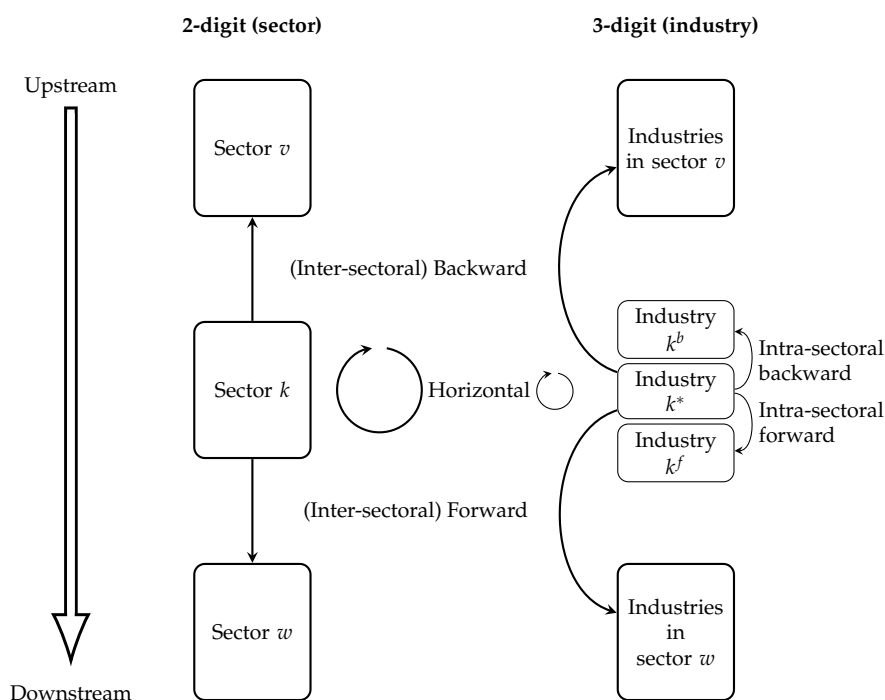 2-digit (sector)
3-digit (industry)
Upstream
Sector v
Industries
in sector v
(Inter-sectoral) Backward
Industry
k^b
Intra-sectoral
backward
Sector k
Horizontal
Industry
k*
Intra-sectoral
forward
Industry
k^f
(Inter-sectoral) Forward
Sector w
Industries
in
sector w
Downstream